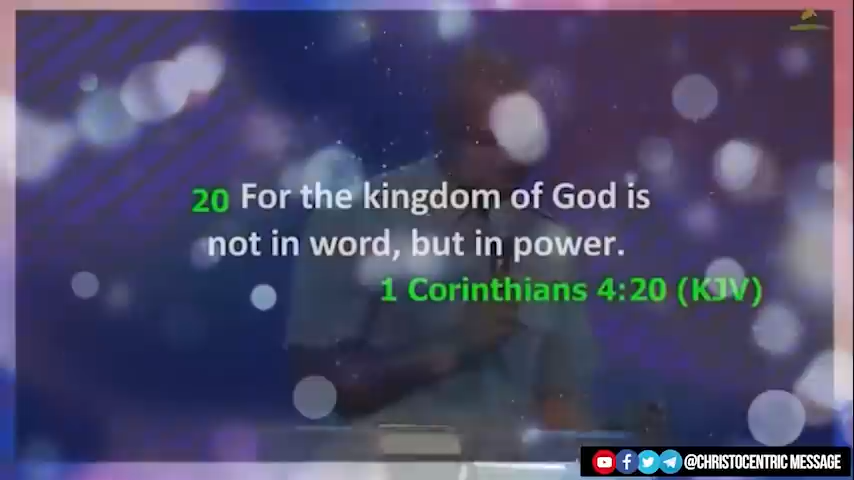 20 For the kingdom of God is
not in word, but in power.
1 Corinthians 4:20 (KJV)
@CHRISTOCENTRIC MESSAGE